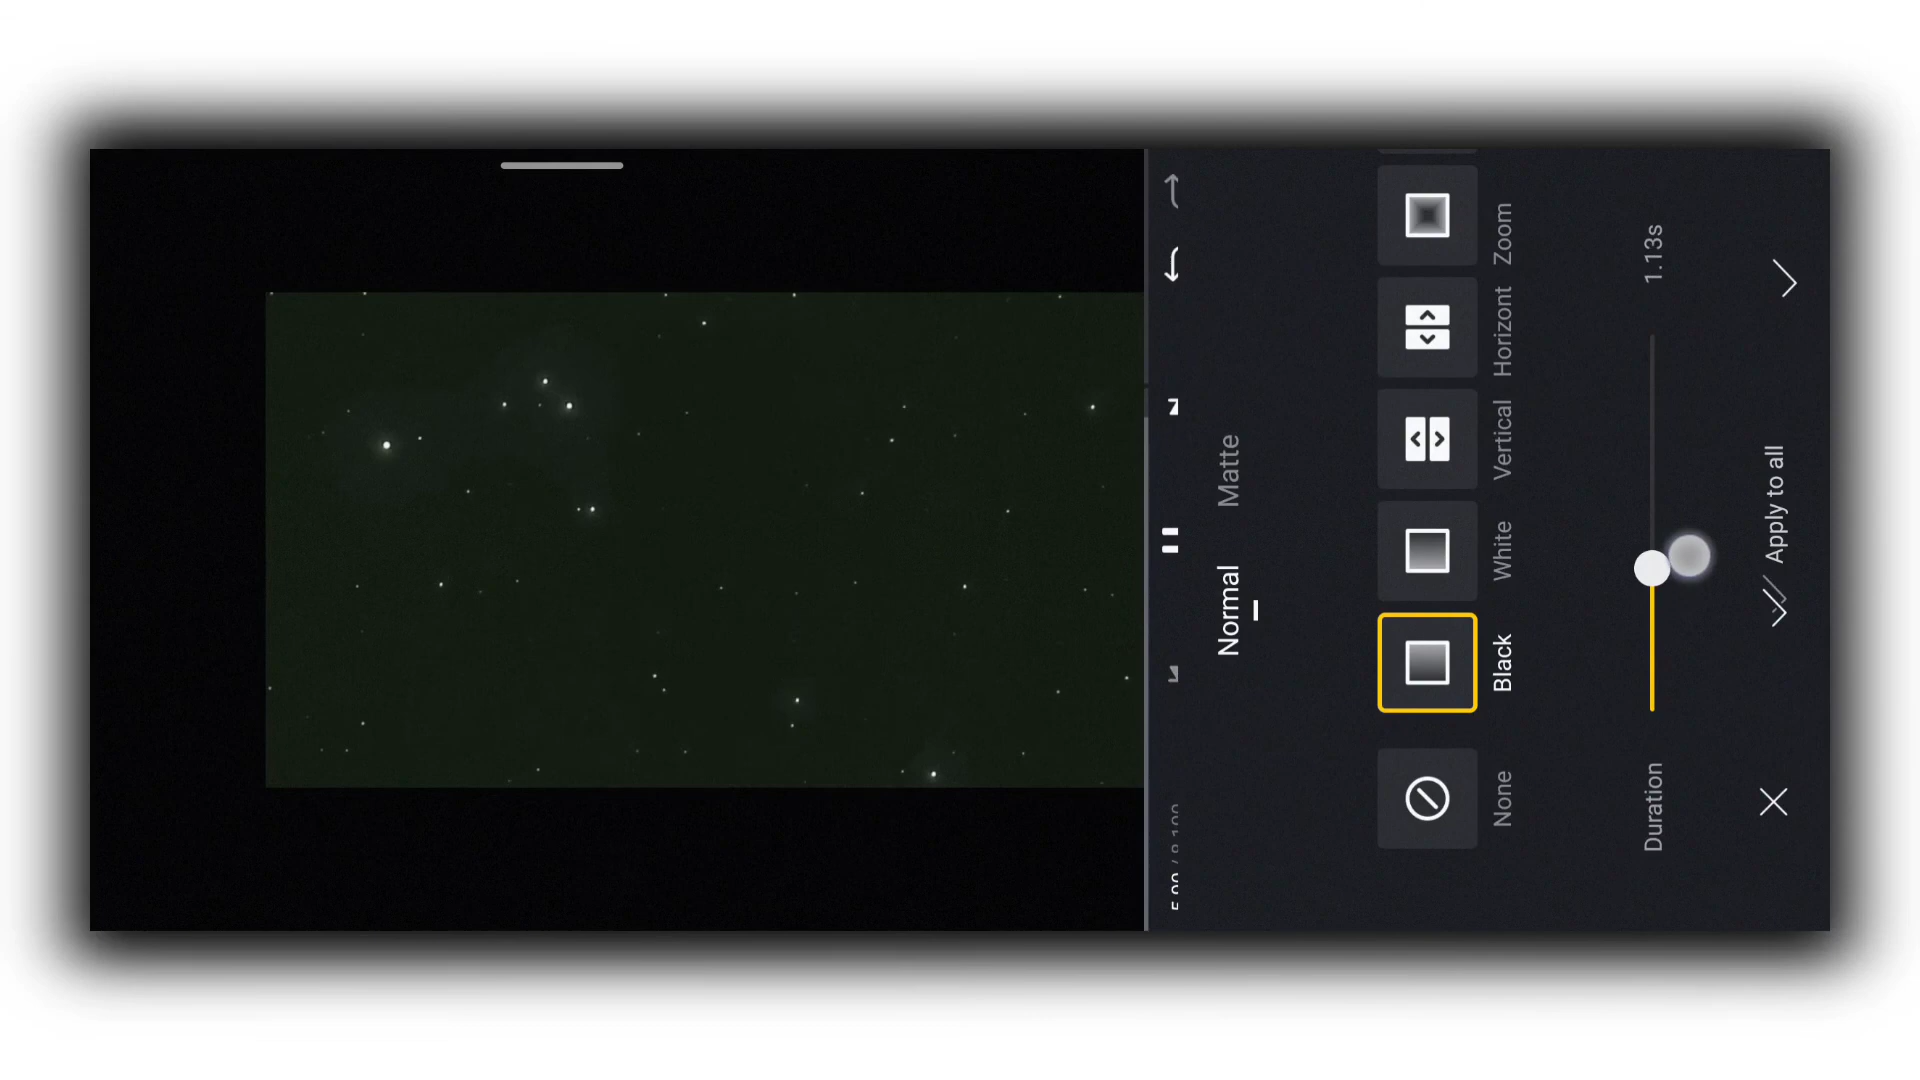 Normal
Matte
None
Black
White
Vertical
Horizont
Zoom
Duration
1.13s
Apply to all